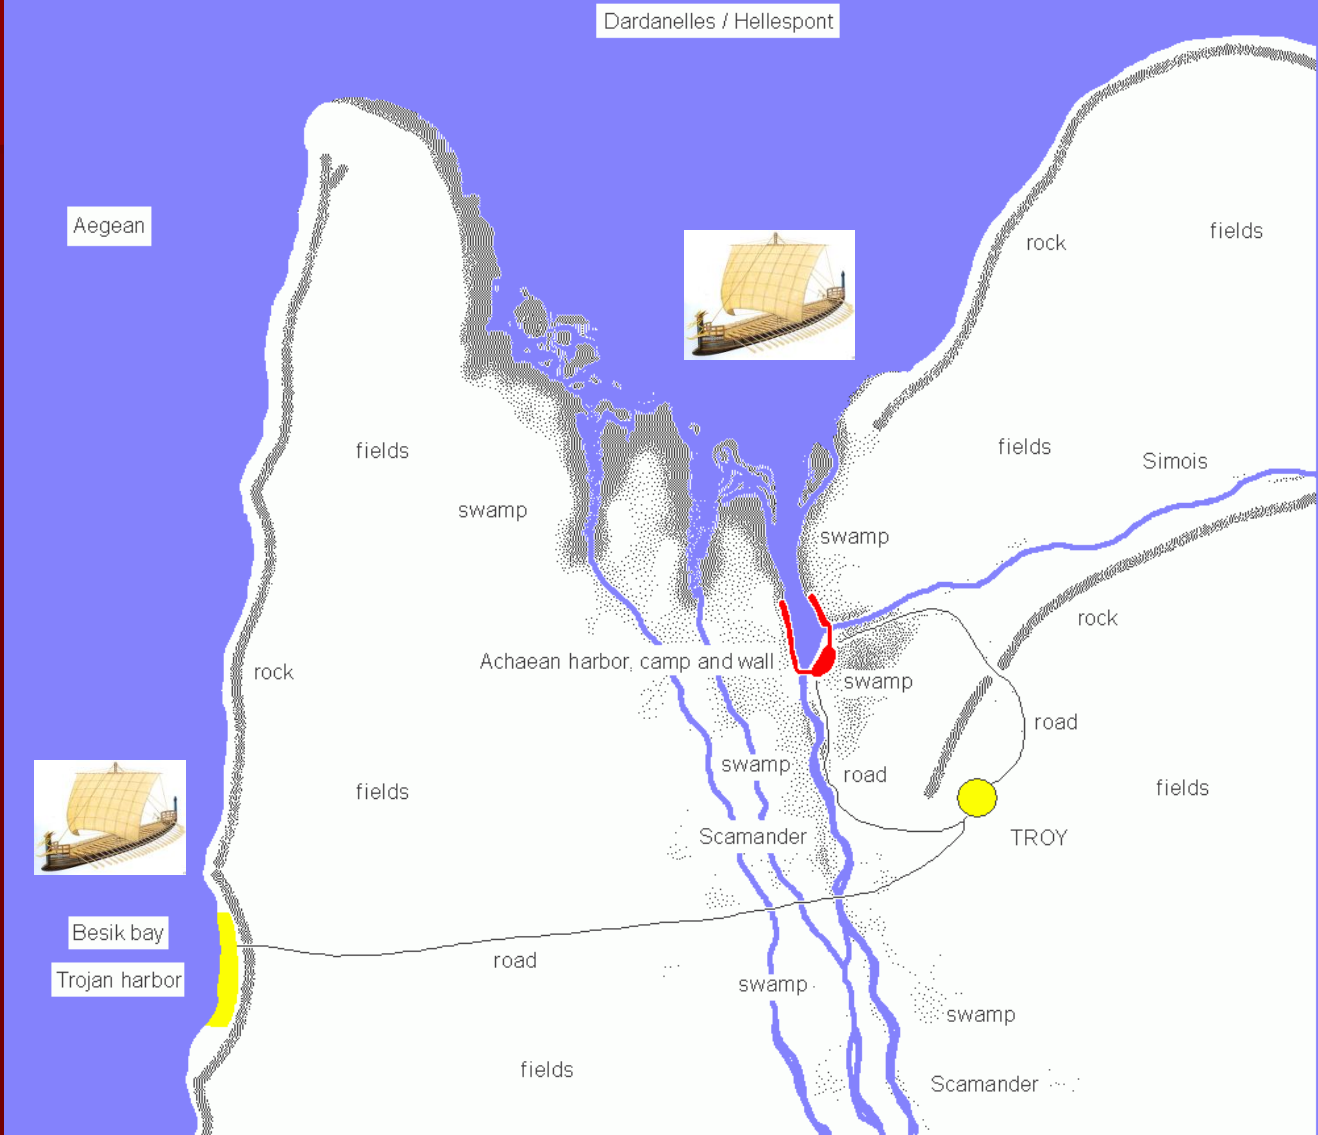 Dardanelles / Hellespont
Aegean
fields
rock
fields
fields
Simois
swamp
swamp
rock
Achaean harbor, camp and wall
rock
swamp
road
swamp
road
fields
fields
Scamander
TROY
Besik bay
road
Trojan harbor
swamp
swamp
fields
Scamander